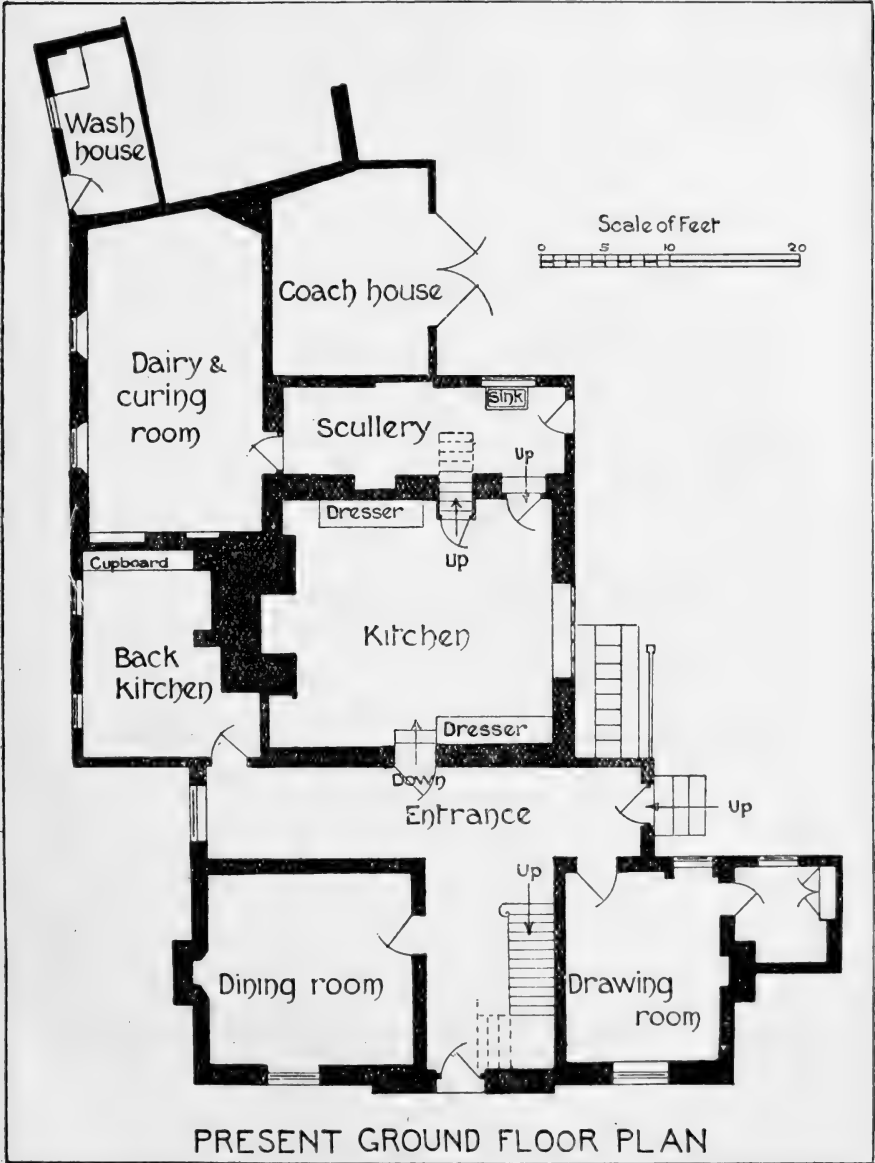 Wash
house
Scale of Feet
0 5 10 20
Coach house
Dairy &
curing
room
Sink
Scullery
Up
Dresser
Up
Cupboard
Kitchen
Back
kitchen
Dresser
Down
Entrance
Up
Up
Dining room
Drawing
room
PRESENT GROUND FLOOR PLAN